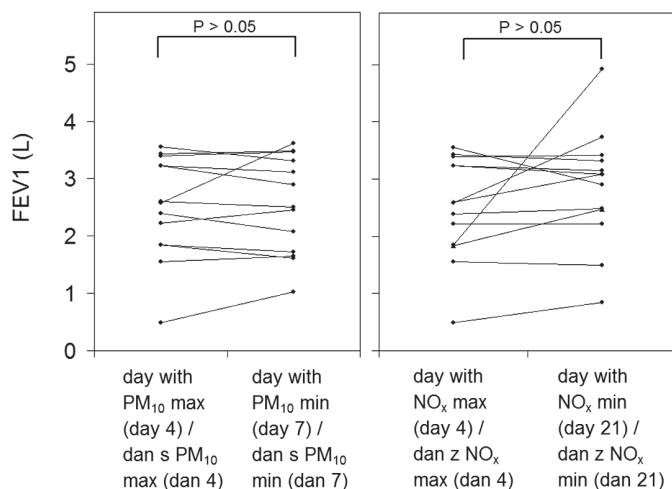 P > 0.05
P > 0.05
FEV1 (L)
5
4
3
2
1
0
day with
PM₁₀ max
(day 4) /
dan s PM₁₀
max (dan 4)
day with
PM₁₀ min
(day 7) /
dan s PM₁₀
min (dan 7)
day with
NOₓ max
(day 4) /
dan z NOₓ
max (dan 4)
day with
NOₓ min
(day 21) /
dan z NOₓ
min (dan 21)